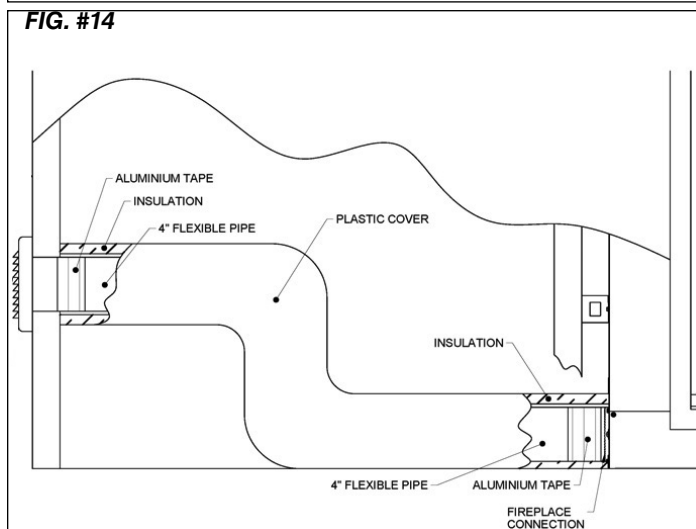 FIG. #14
ALUMINIUM TAPE
INSULATION
4" FLEXIBLE PIPE
PLASTIC COVER
INSULATION
4" FLEXIBLE PIPE
ALUMINIUM TAPE
FIREPLACE
CONNECTION